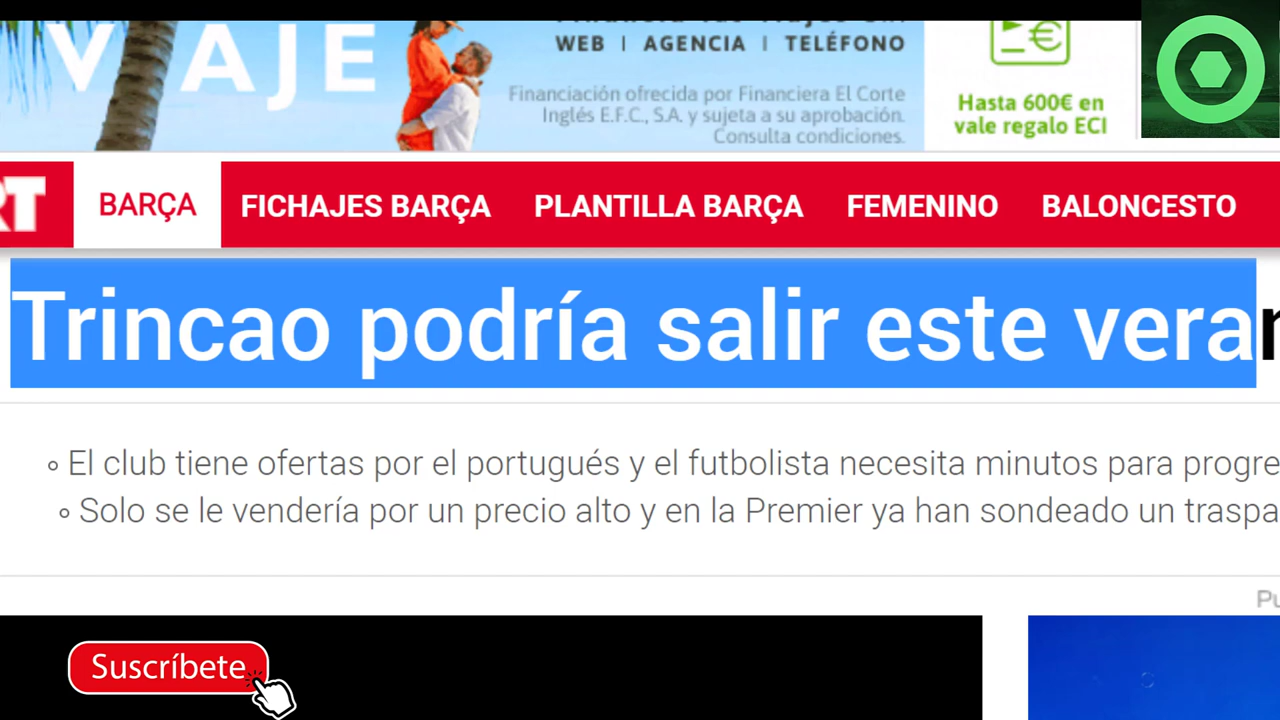 VIAJE
WEB | AGENCIA | TELÉFONO
Financiación ofrecida por Financiera El Corte
Inglés E.F.C., S.A. y sujeta a su aprobación.
Consulta condiciones.
€
Hasta 600€ en
vale regalo ECI
RT BARÇA FICHAJES BARÇA PLANTILLA BARÇA FEMENINO BALONCESTO
Trincao podría salir este vera
El club tiene ofertas por el portugués y el futbolista necesita minutos para progre
Solo se le vendería por un precio alto y en la Premier ya han sondeado un traspa
Pu
Suscríbete